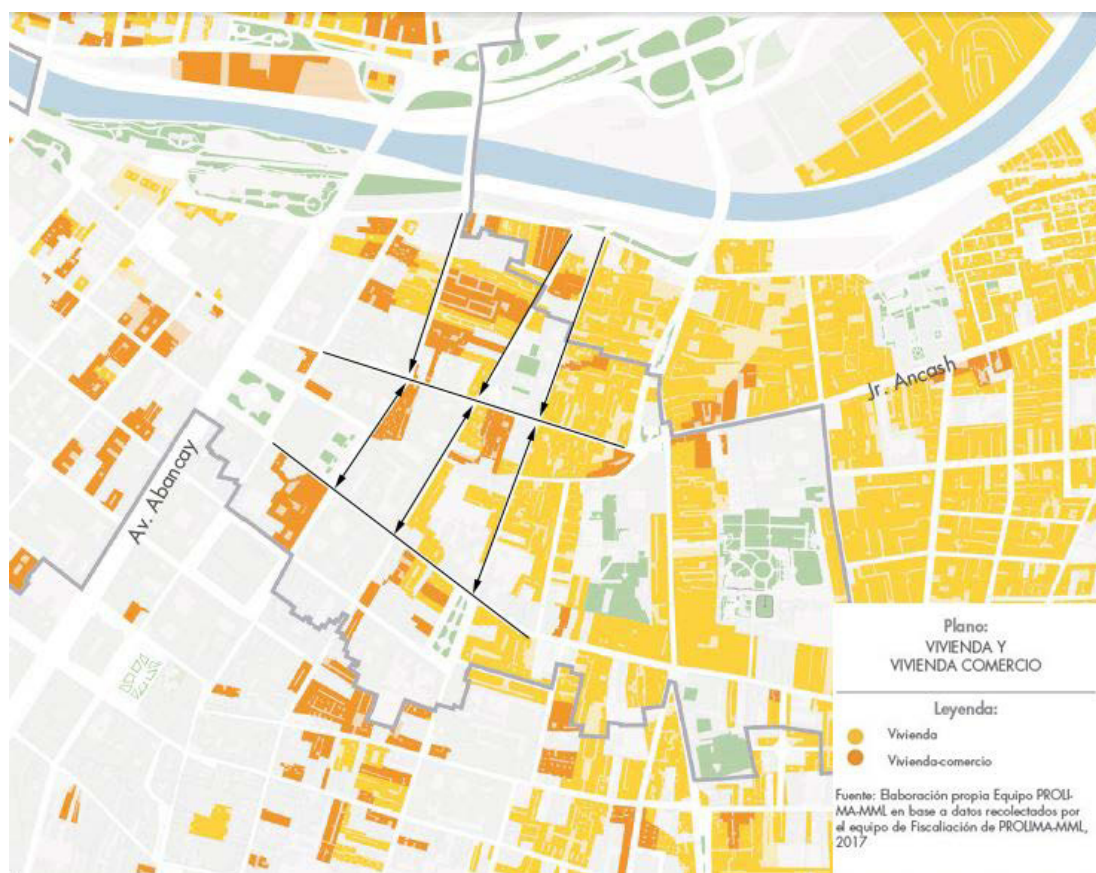 Jr. Ancash
Av. Abancay
Plano:
VIVIENDA Y
VIVIENDA COMERCIO
Leyenda:
Vivienda
Vivienda-comercio
Fuente: Elaboración propia Equipo PROLI-
MA-MML en base a datos recolectados por
el equipo de Fiscaliación de PROLIMA-MML,
2017